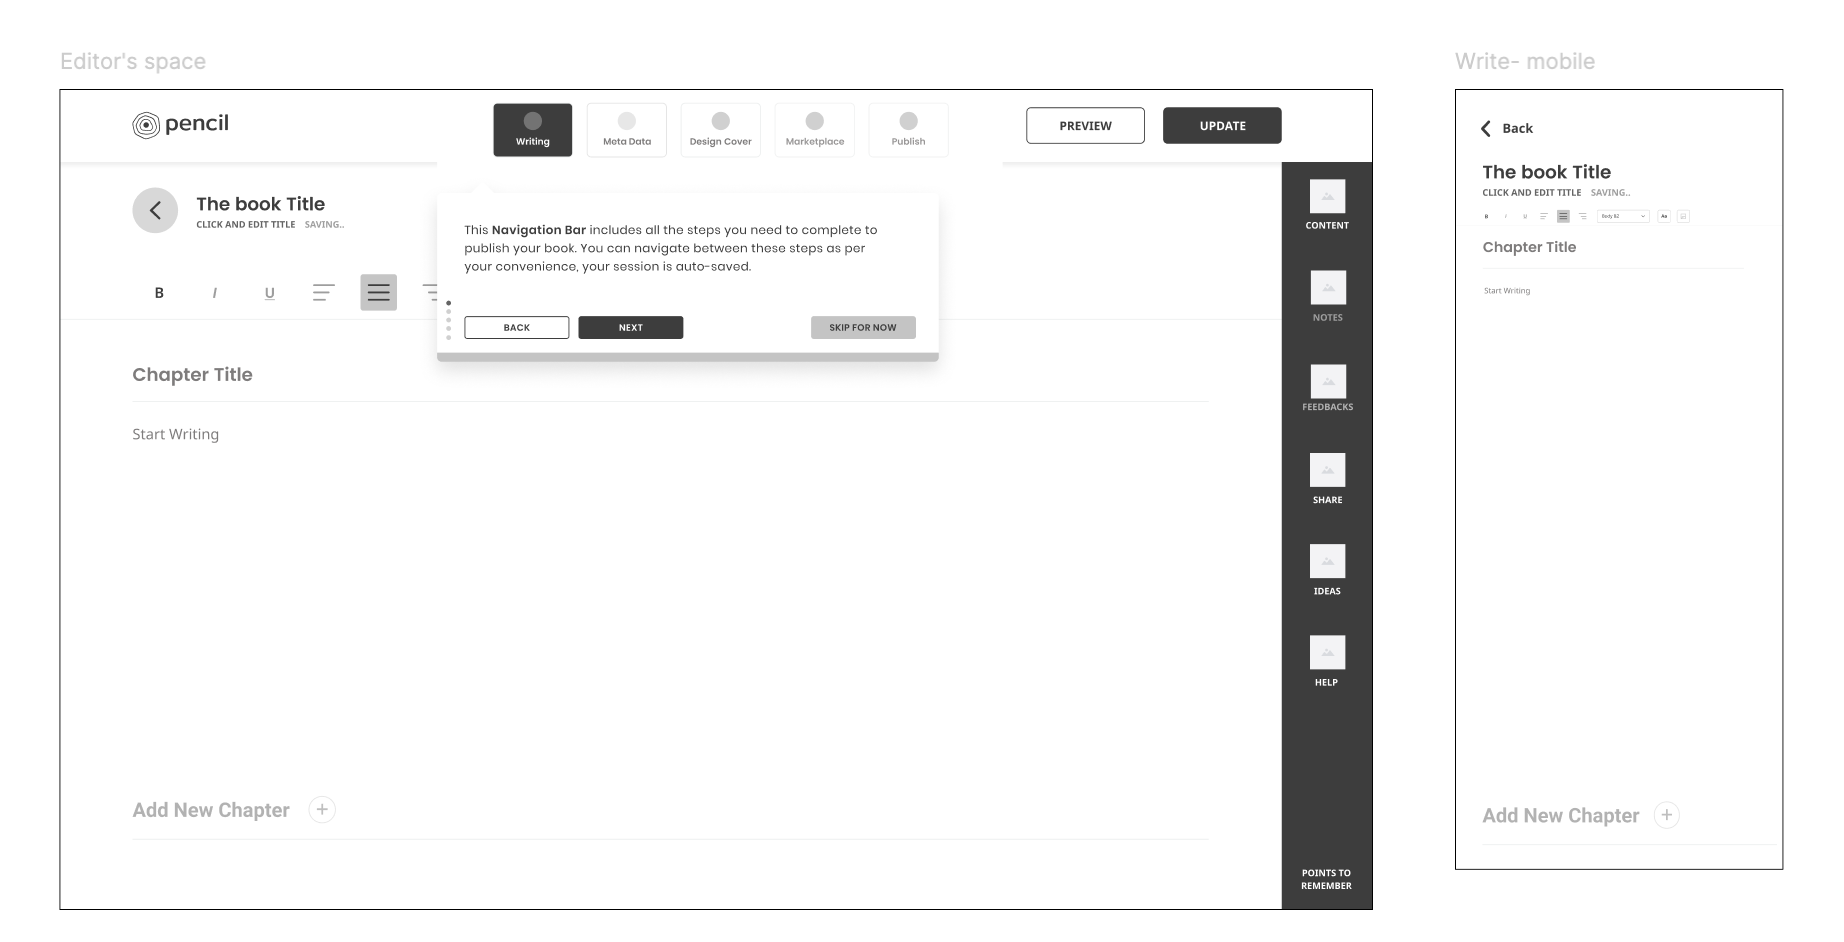 Editor's space
pencil
Writing
Meta Data
Design Cover
Marketplace
Publish
PREVIEW
UPDATE
The book Title
CLICK AND EDIT TITLE SAVING..
B I U
This Navigation Bar includes all the steps you need to complete to
publish your book. You can navigate between these steps as per
your convenience, your session is auto-saved.
BACK
NEXT
SKIP FOR NOW
Chapter Title
Start Writing
Add New Chapter
CONTENT
NOTES
FEEDBACKS
SHARE
IDEAS
HELP
POINTS TO
REMEMBER
Write- mobile
Back
The book Title
CLICK AND EDIT TITLE SAVING..
B I U Body B2 Aa
Chapter Title
Start Writing
Add New Chapter